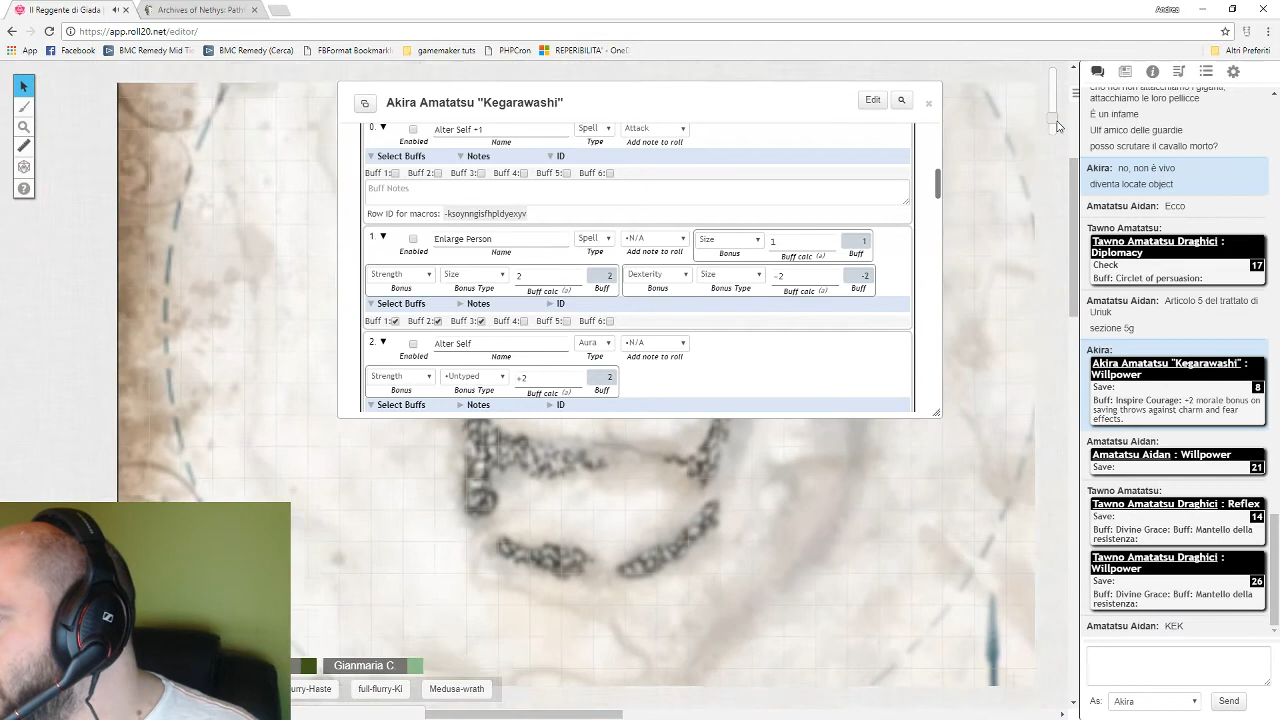 Il Reggente di Giada
Archives of Nethys: Path
Andrea
https://app.roll20.net/editor/
App
Facebook
BMC Remedy Mid Ti
BMC Remedy (Cerca)
FBFormat Bookmarkl
gamemaker tuts
PHPCron
REPERIBILITA' - OneD
Altri Preferiti
Akira Amatatsu "Kegarawashi"
Edit
0.
Enabled
Alter Self +1
Name
Spell
Type
Attack
Add note to roll
Select Buffs
Notes
ID
Buff 1:
Buff 2:
Buff 3:
Buff 4:
Buff 5:
Buff 6:
Buff Notes
Row ID for macros: -ksoynngisfhpldyexyv
1.
Enabled
Enlarge Person
Name
Spell
Type
•N/A
Add note to roll
Size
Bonus
1
Buff calc (a)
1
Buff
Strength
Bonus
Size
Bonus Type
2
Buff calc (a)
2
Buff
Dexterity
Bonus
Size
Bonus Type
-2
Buff calc (a)
-2
Buff
Select Buffs
Notes
ID
Buff 1:
Buff 2:
Buff 3:
Buff 4:
Buff 5:
Buff 6:
2.
Enabled
Alter Self
Name
Aura
Type
•N/A
Add note to roll
Strength
Bonus
•Untyped
Bonus Type
+2
Buff calc (a)
2
Buff
Select Buffs
Notes
ID
attacchiamo le loro pellicce
È un infame
Ulf amico delle guardie
posso scrutare il cavallo morto?
Akira: no, non è vivo
diventa locate object
Amatatsu Aidan: Ecco
Tawno Amatatsu:
Tawno Amatatsu Draghici :
Diplomacy
Check 17
Buff: Circlet of persuasion:
Amatatsu Aidan: Articolo 5 del trattato di
Uriuk
sezione 5g
Akira:
Akira Amatatsu "Kegarawashi" :
Willpower
Save: 8
Buff: Inspire Courage: +2 morale bonus on
saving throws against charm and fear
effects.
Amatatsu Aidan:
Amatatsu Aidan : Willpower
Save: 21
Tawno Amatatsu:
Tawno Amatatsu Draghici : Reflex
Save: 14
Buff: Divine Grace: Buff: Mantello della
resistenza:
Tawno Amatatsu Draghici :
Willpower
Save: 26
Buff: Divine Grace: Buff: Mantello della
resistenza:
Amatatsu Aidan: KEK
As: Akira
Send
Gianmaria C.
urry-Haste
full-flurry-KI
Medusa-wrath